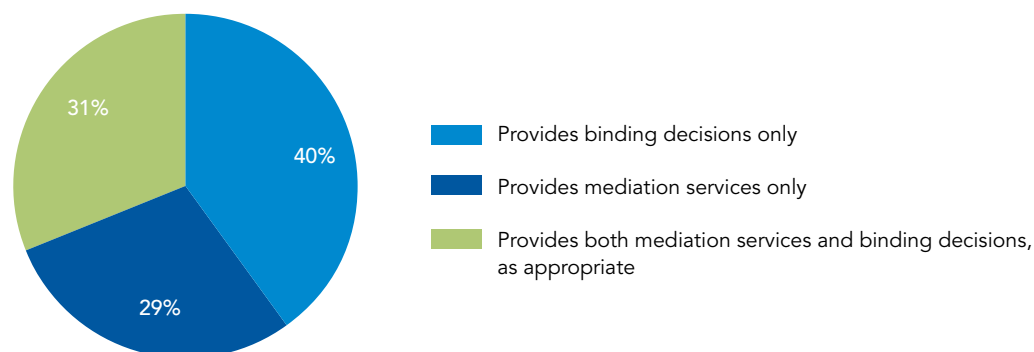 31%
40%
29%
Provides binding decisions only
Provides mediation services only
Provides both mediation services and binding decisions,
as appropriate